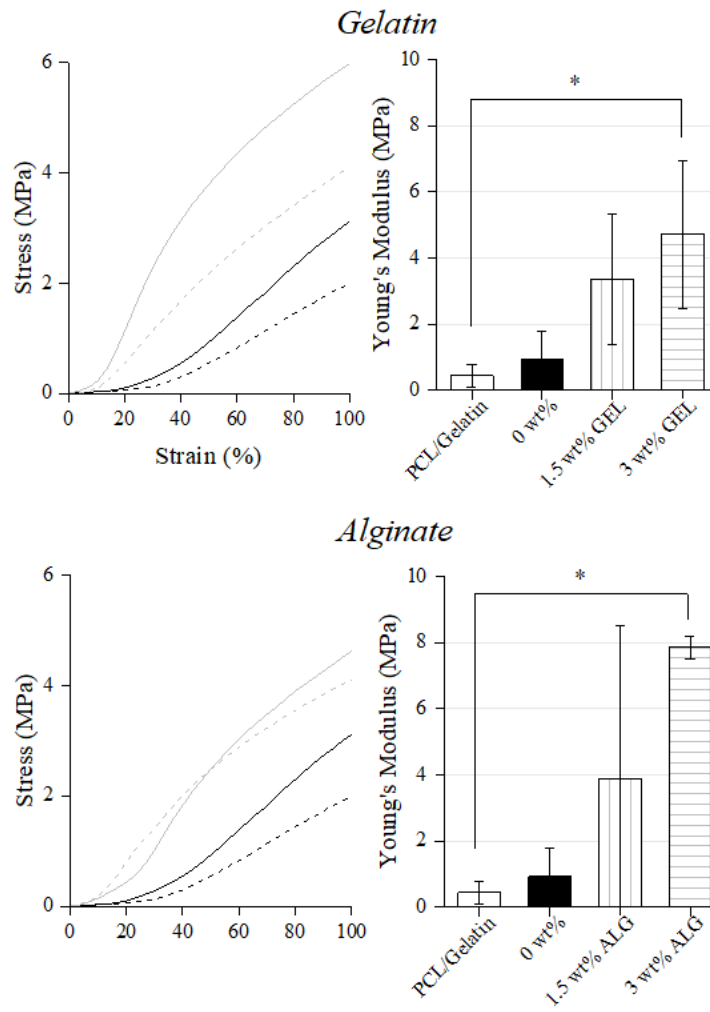 Gelatin
6
4
2
0
Stress (MPa)
0 20 40 60 80 100
Strain (%)
10
8
6
4
2
0
Young's Modulus (MPa)
*
PCL/Gelatin
0 wt%
1.5 wt% GEL
3 wt% GEL
Alginate
6
4
2
0
Stress (MPa)
0 20 40 60 80 100
10
8
6
4
2
0
Young's Modulus (MPa)
*
PCL/Gelatin
0 wt%
1.5 wt% ALG
3 wt% ALG